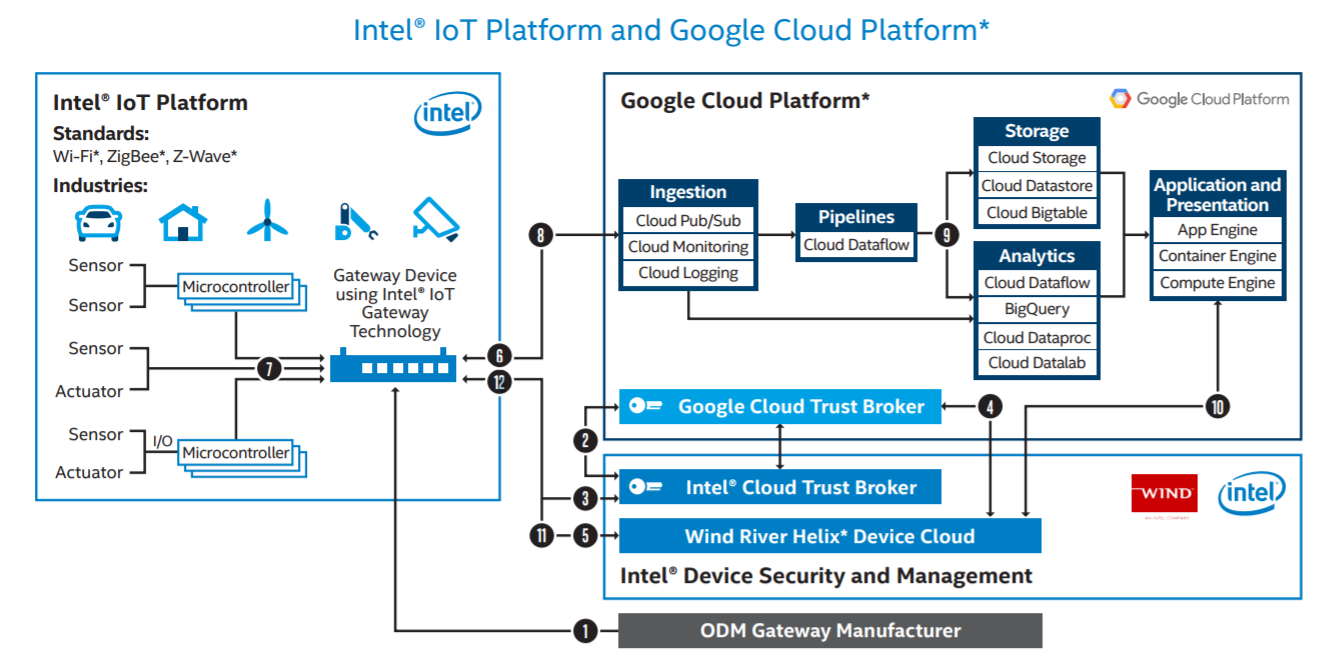 Intel® IoT Platform and Google Cloud Platform*
Intel® IoT Platform
intel®
Standards:
Wi-Fi*, ZigBee*, Z-Wave*
Industries:
Sensor
Sensor
Microcontroller
Sensor
Actuator
7
Sensor
Actuator
I/O
Microcontroller
Gateway Device
using Intel® IoT
Gateway
Technology
6
12
8
Google Cloud Platform*
Google Cloud Platform
Ingestion
Cloud Pub/Sub
Cloud Monitoring
Cloud Logging
Pipelines
Cloud Dataflow
9
Storage
Cloud Storage
Cloud Datastore
Cloud Bigtable
Analytics
Cloud Dataflow
BigQuery
Cloud Dataproc
Cloud Datalab
Application and
Presentation
App Engine
Container Engine
Compute Engine
Google Cloud Trust Broker
4
10
2
Intel® Cloud Trust Broker
3
WIND
AN INTEL COMPANY
intel®
11
5
Wind River Helix* Device Cloud
Intel® Device Security and Management
1
ODM Gateway Manufacturer